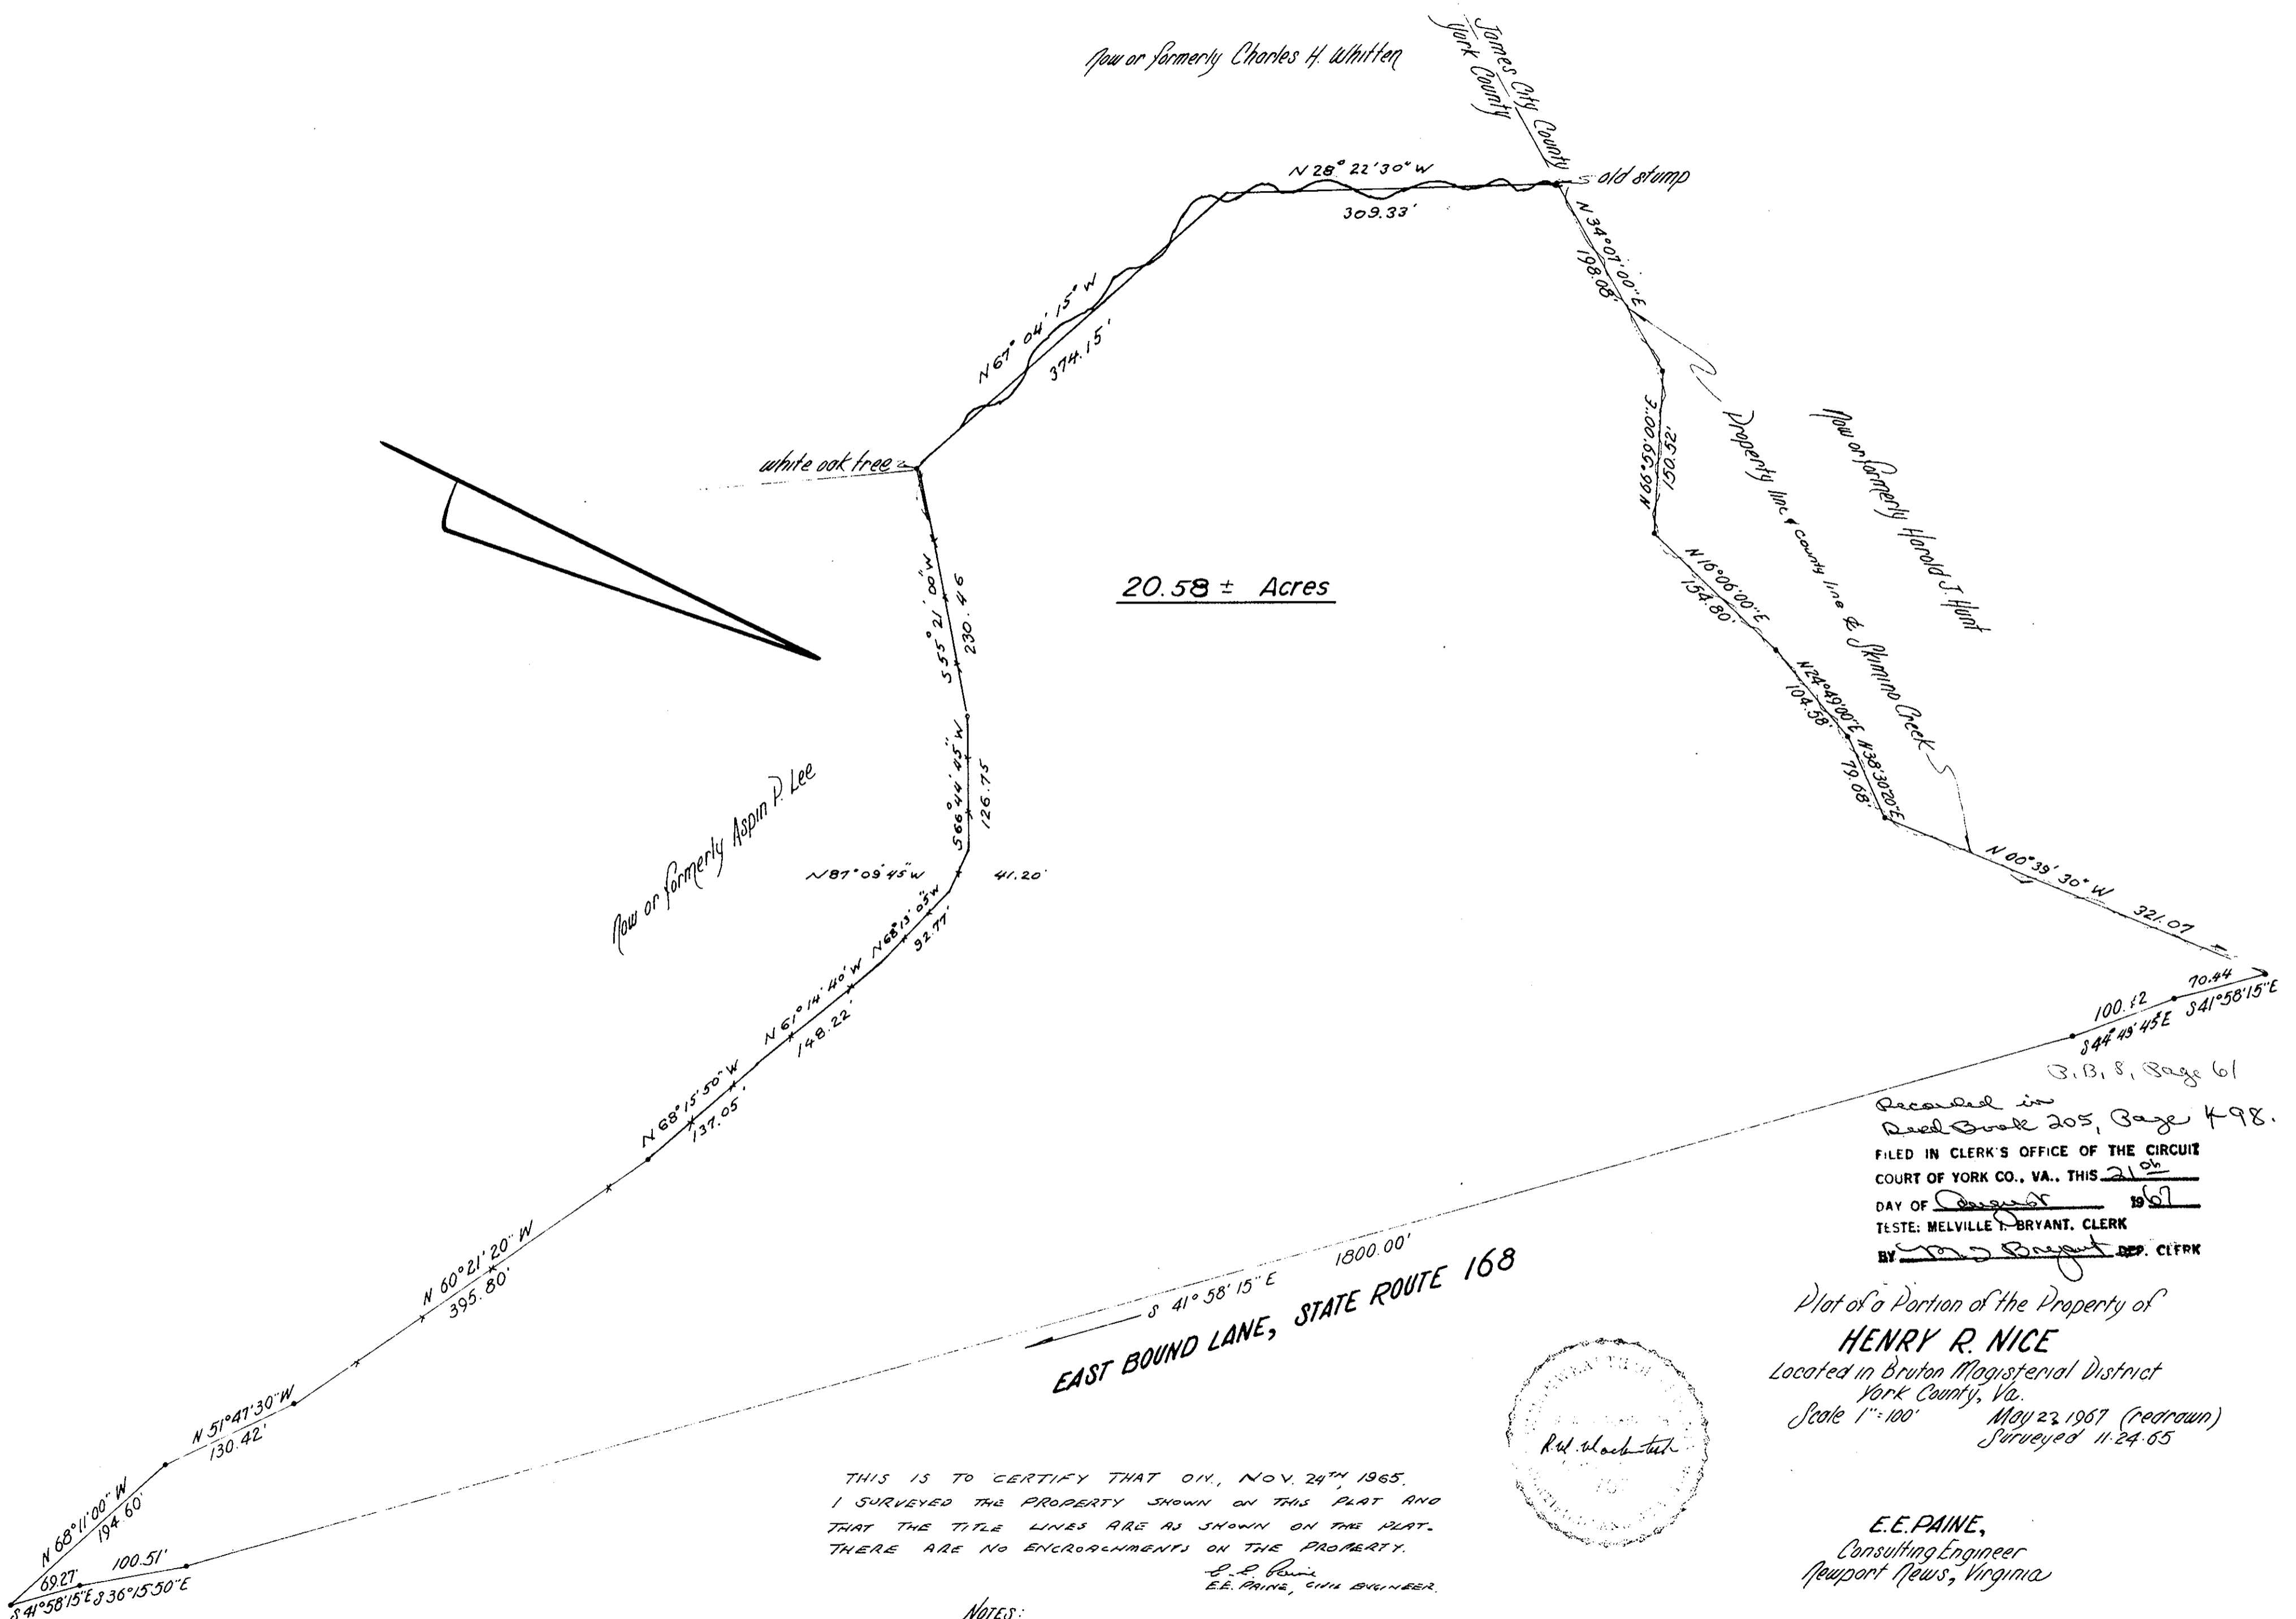 Now or formerly Charles H. Whitten
James City County
York County
N 28° 22' 30" W
309.33'
old stump
N 34° 07' 00" E
198.08'
N 67° 04' 15" W
374.15'
white oak tree
N 66° 59' 00" E
150.52'
Property line & county line ℄ Skimino Creek
Now or formerly Harold J. Hunt
S 55° 21' 00" W
230.46
20.58 ± Acres
N 16° 06' 00" E
154.80'
N 24° 49' 00" E
104.58'
N 38° 30' 20" E
79.68'
S 66° 44' 45" W
126.75
Now or formerly Aspin P. Lee
N 87° 09' 45" W
41.20'
N 00° 39' 30" W
321.07
N 68° 13' 05" W
92.77'
N 61° 14' 40" W
148.22'
70.44
S 41° 58' 15" E
100.12
S 44° 49' 45 E
N 68° 15' 50" W
137.05'
P. B. 8, Page 61
Recorded in
Deed Book 205, Page 498.
FILED IN CLERK'S OFFICE OF THE CIRCUIT
COURT OF YORK CO., VA., THIS 21
DAY OF August 1967
TESTE: MELVILLE I. BRYANT, CLERK
BY M I Bryant DEP. CLERK
N 60° 21' 20" W
395.80'
S 41° 58' 15" E
1800.00'
EAST BOUND LANE, STATE ROUTE 168
Plat of a Portion of the Property of
HENRY R. NICE
Located in Bruton Magisterial District
York County, Va.
Scale 1"=100'
May 23 1967 (redrawn)
Surveyed 11-24-65
N 51° 47' 30" W
130.42'
N 68° 11' 00" W
194.60'
69.27'
S 41° 58' 15" E
100.51'
S 36° 15' 50" E
THIS IS TO CERTIFY THAT ON, NOV. 24TH, 1965.
I SURVEYED THE PROPERTY SHOWN ON THIS PLAT AND
THAT THE TITLE LINES ARE AS SHOWN ON THE PLAT.
THERE ARE NO ENCROACHMENTS ON THE PROPERTY.
E. E. Paine
E.E. PAINE, CIVIL ENGINEER.
E.E. PAINE,
Consulting Engineer
Newport News, Virginia
NOTES: